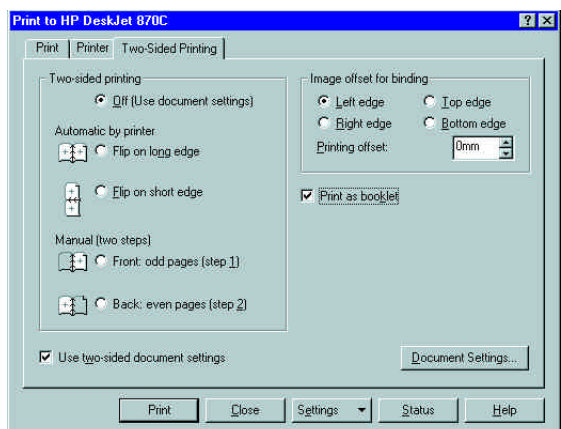 Print to HP DeskJet 870C
Print Printer Two-Sided Printing
Two-sided printing
Off (Use document settings)
Automatic by printer
Flip on long edge
Flip on short edge
Manual (two steps)
Front: odd pages (step 1)
Back: even pages (step 2)
Use two-sided document settings
Image offset for binding
Left edge Top edge
Right edge Bottom edge
Printing offset: 0mm
Print as booklet
Document Settings...
Print Close Settings Status Help